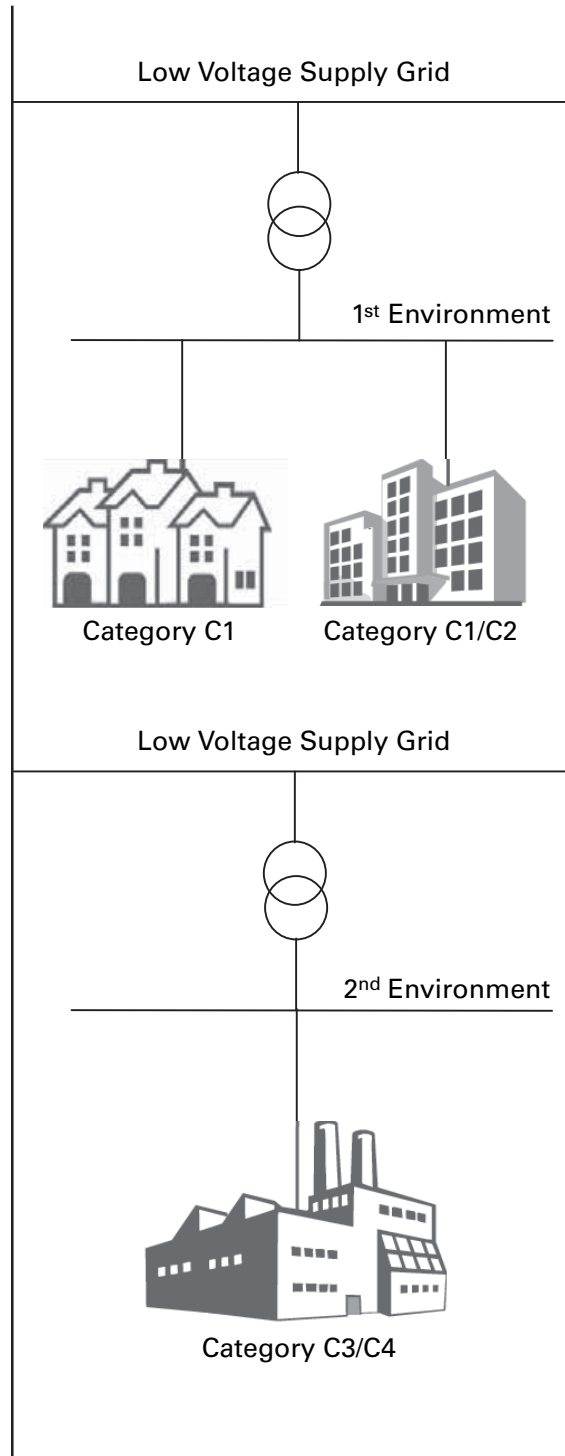 Low Voltage Supply Grid
1st Environment
Category C1
Category C1/C2
Low Voltage Supply Grid
2nd Environment
Category C3/C4